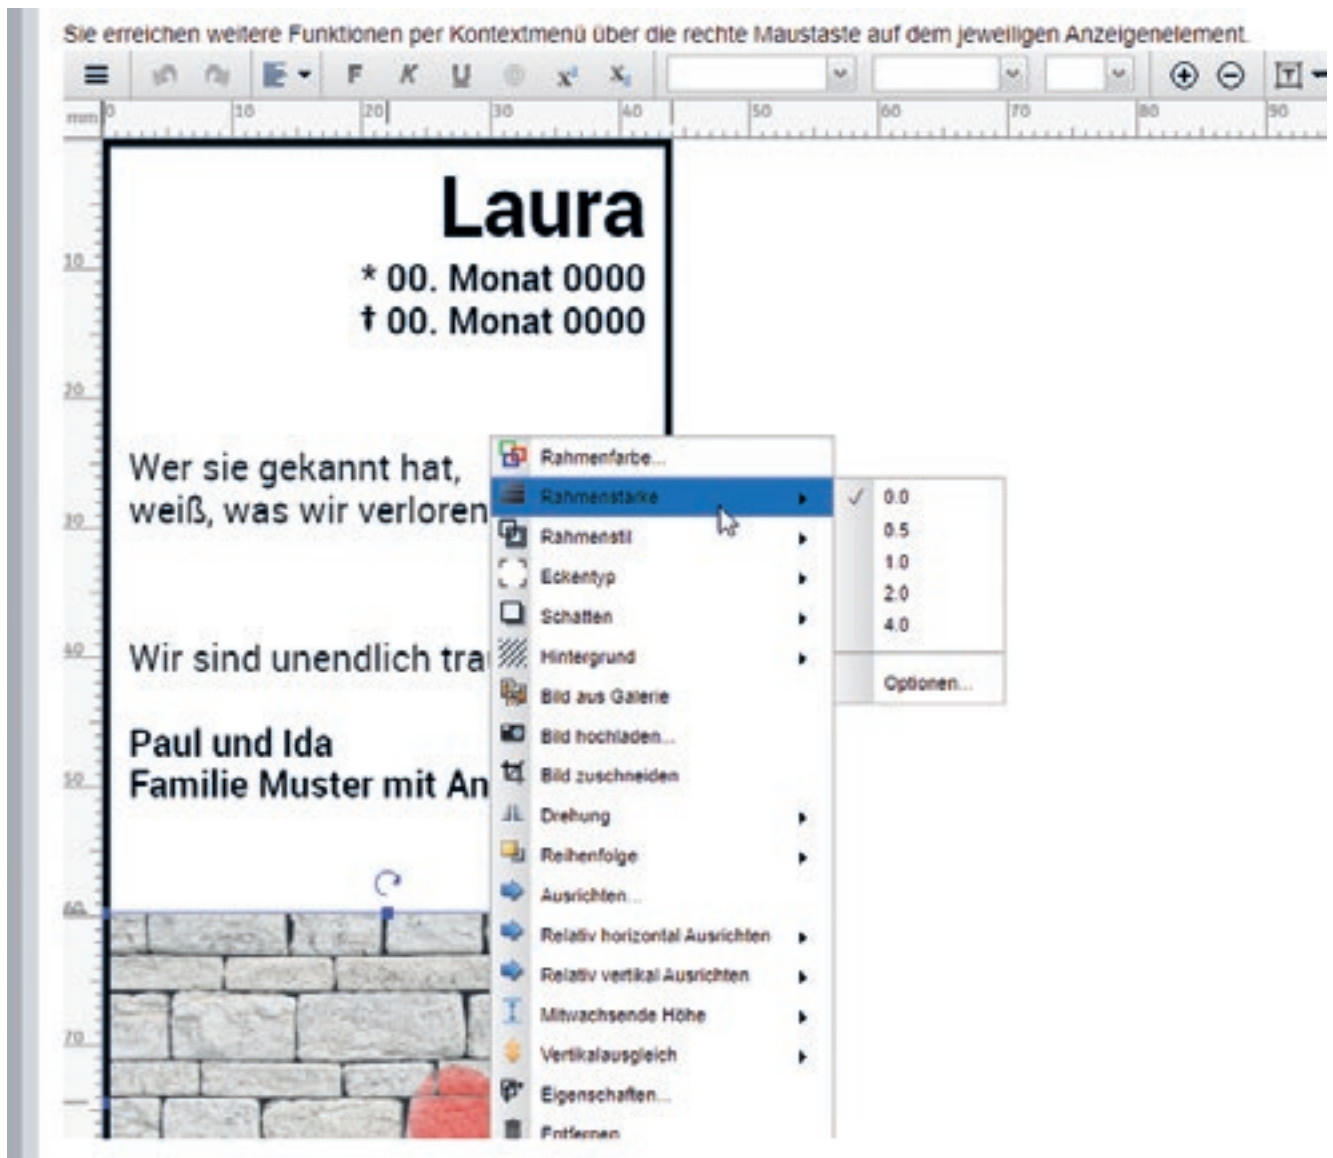 Sie erreichen weitere Funktionen per Kontextmenü über die rechte Maustaste auf dem jeweiligen Anzeigenelement.
F K U x² X₂
mm 0 10 20 30 40 50 60 70 80 90
Laura
10
* 00. Monat 0000
† 00. Monat 0000
20
Wer sie gekannt hat,
weiß, was wir verloren
30
Wir sind unendlich tra
40
Paul und Ida
Familie Muster mit An
50
60
70
Rahmenfarbe...
Rahmenstärke
Rahmenstil
Eckentyp
Schatten
Hintergrund
Bild aus Galerie
Bild hochladen...
Bild zuschneiden
Drehung
Reihenfolge
Ausrichten...
Relativ horizontal Ausrichten
Relativ vertikal Ausrichten
Mitwachsende Höhe
Vertikalausgleich
Eigenschaften...
Entfernen
0.0
0.5
1.0
2.0
4.0
Optionen...